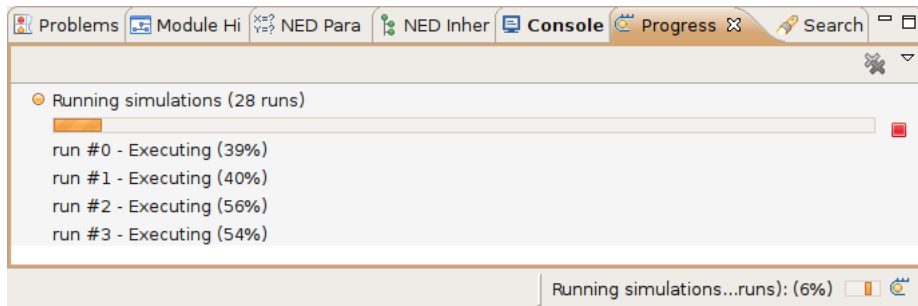 Problems Module Hi NED Para NED Inher Console Progress Search
Running simulations (28 runs)
run #0 - Executing (39%)
run #1 - Executing (40%)
run #2 - Executing (56%)
run #3 - Executing (54%)
Running simulations...runs): (6%)